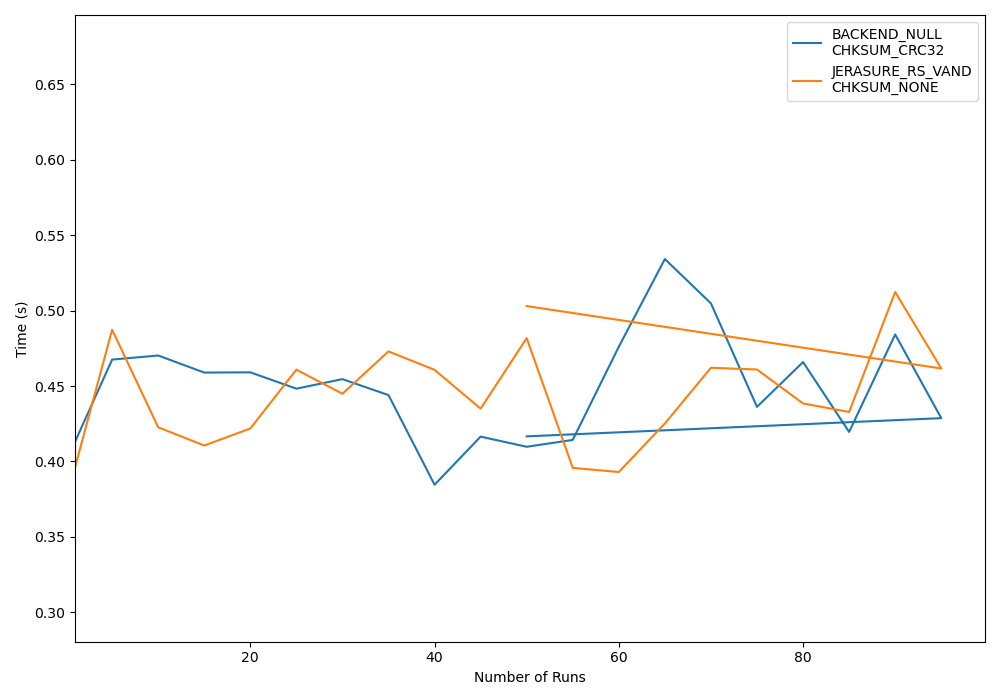 BACKEND_NULL
CHKSUM_CRC32
JERASURE_RS_VAND
CHKSUM_NONE
0.65
0.60
0.55
0.50
0.45
0.40
0.35
0.30
Time (s)
20 40 60 80
Number of Runs